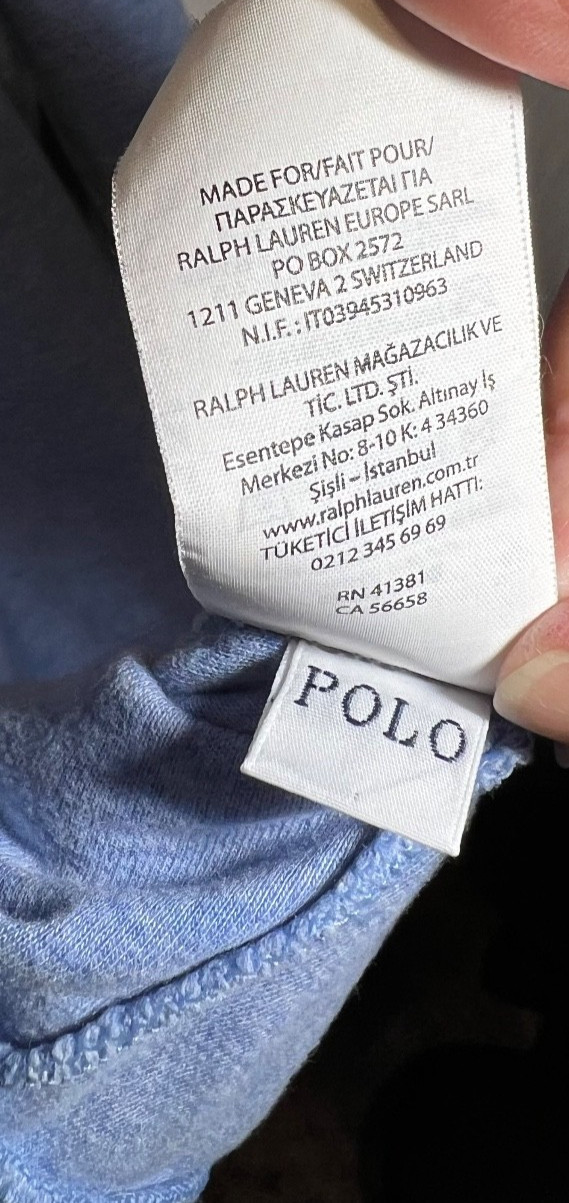 MADE FOR/FAIT POUR/
ΠΑΡΑΣΚΕΥΑΖΕΤΑΙ ΓΙΑ
RALPH LAUREN EUROPE SARL
PO BOX 2572
1211 GENEVA 2 SWITZERLAND
N.I.F.: IT03945310963
RALPH LAUREN MAĞAZACILIK VE
TİC. LTD. ŞTİ.
Esentepe Kasap Sok. Altınay İş
Merkezi No: 8-10 K: 4 34360
Şişli – İstanbul
www.ralphlauren.com.tr
TÜKETİCİ İLETİŞİM HATTI:
0212 345 69 69
RN 41381
CA 56658
POLO